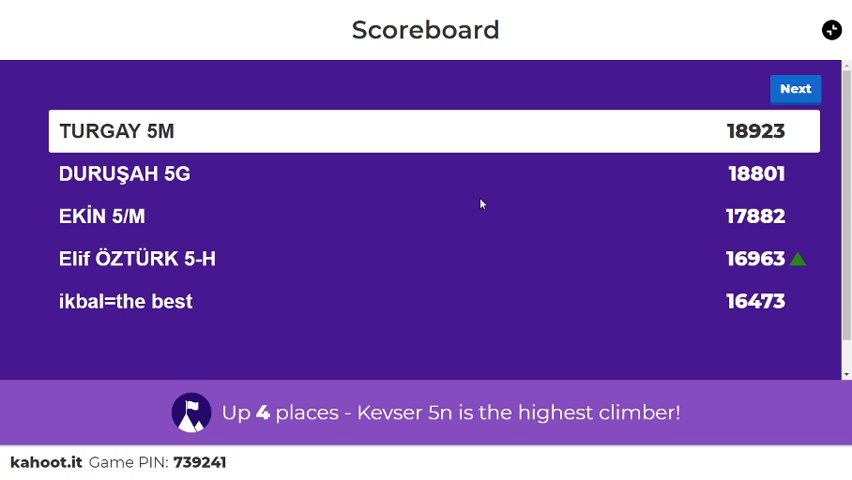 Scoreboard
Next
TURGAY 5M 18923
DURUŞAH 5G 18801
EKİN 5/M 17882
Elif ÖZTÜRK 5-H 16963
ikbal=the best 16473
Up 4 places - Kevser 5n is the highest climber!
kahoot.it Game PIN: 739241